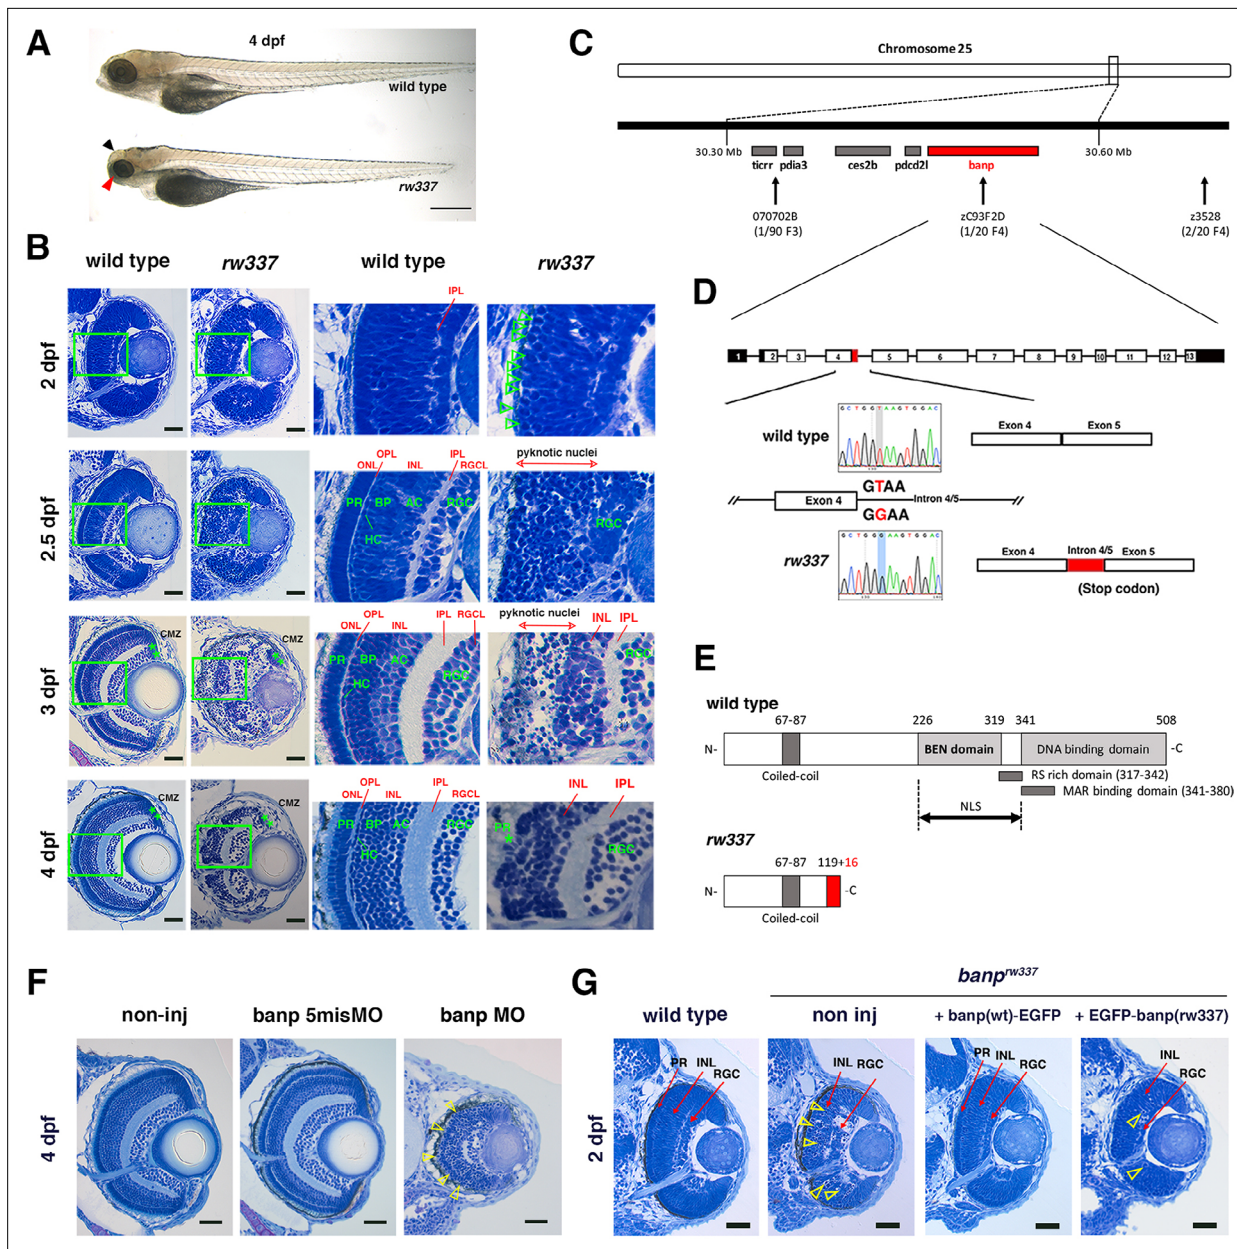 A
4 dpf
wild type
rw337
B
wild type
rw337
wild type
rw337
2 dpf
IPL
2.5 dpf
OPL
IPL
ONL
INL
RGCL
PR
BP
AC
RGC
HC
pyknotic nuclei
RGC
3 dpf
CMZ
CMZ
OPL
IPL
ONL
INL
RGCL
PR
BP
AC
RGC
HC
pyknotic nuclei
INL
IPL
RGC
4 dpf
CMZ
CMZ
OPL
IPL
ONL
INL
RGCL
PR
BP
AC
RGC
HC
INL
IPL
PR
RGC
C
Chromosome 25
30.30 Mb
30.60 Mb
ticrr
pdia3
ces2b
pdcd2l
banp
070702B
(1/90 F3)
zC93F2D
(1/20 F4)
z3528
(2/20 F4)
D
1 2 3 4 5 6 7 8 9 10 11 12 13
wild type
GCTGGTAAGTGGAC
Exon 4
Exon 5
GTAA
Exon 4
Intron 4/5
GGAA
rw337
GCTGGGAAGTGGAC
Exon 4
Intron 4/5
Exon 5
(Stop codon)
E
wild type
67-87
226
319
341
508
N-
BEN domain
DNA binding domain
-C
Coiled-coil
RS rich domain (317-342)
MAR binding domain (341-380)
NLS
rw337
67-87
119+16
N-
-C
Coiled-coil
F
non-inj
banp 5misMO
banp MO
4 dpf
G
banp rw337
wild type
non inj
+ banp(wt)-EGFP
+ EGFP-banp(rw337)
2 dpf
PR
INL
RGC
INL
RGC
PR
INL
RGC
INL
RGC